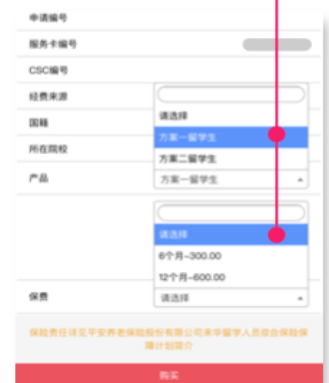 申请编号
服务卡编号
CSC编号
经费来源
国籍
请选择
方案一留学生
所在院校
方案二留学生
产品
方案一留学生
请选择
6个月-300.00
12个月-600.00
保费
请选择
保险责任详见平安养老保险股份有限公司来华留学人员综合保险保
障计划简介
购买